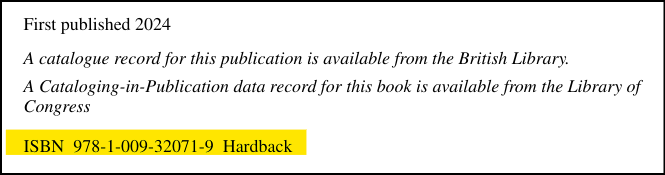 First published 2024
A catalogue record for this publication is available from the British Library.
A Cataloging-in-Publication data record for this book is available from the Library of
Congress
ISBN 978-1-009-32071-9 Hardback